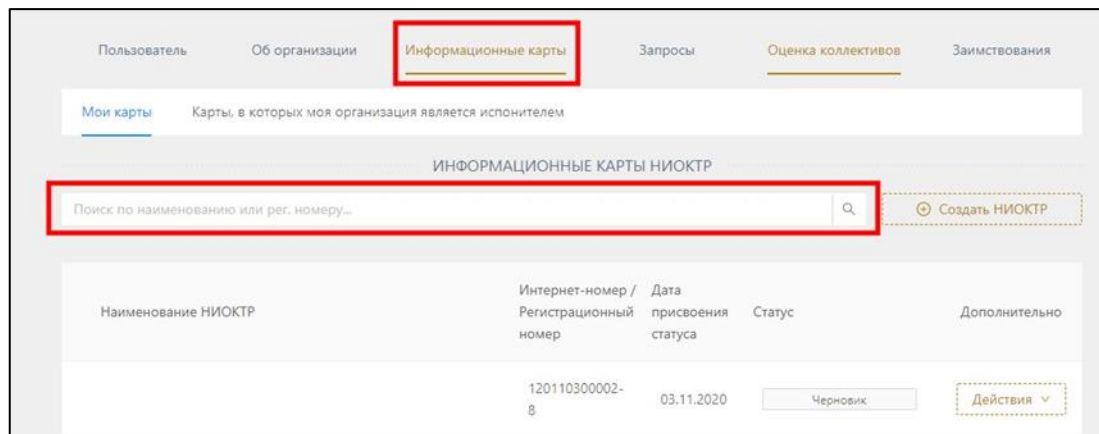 Пользователь Об организации Информационные карты Запросы Оценка коллективов Заимствования
Мои карты Карты, в которых моя организация является испонителем
ИНФОРМАЦИОННЫЕ КАРТЫ НИОКТР
Поиск по наименованию или рег. номеру... Создать НИОКТР
Наименование НИОКТР
Интернет-номер /
Регистрационный
номер
Дата
присвоения
статуса
Статус
Дополнительно
120110300002-
8
03.11.2020
Черновик
Действия